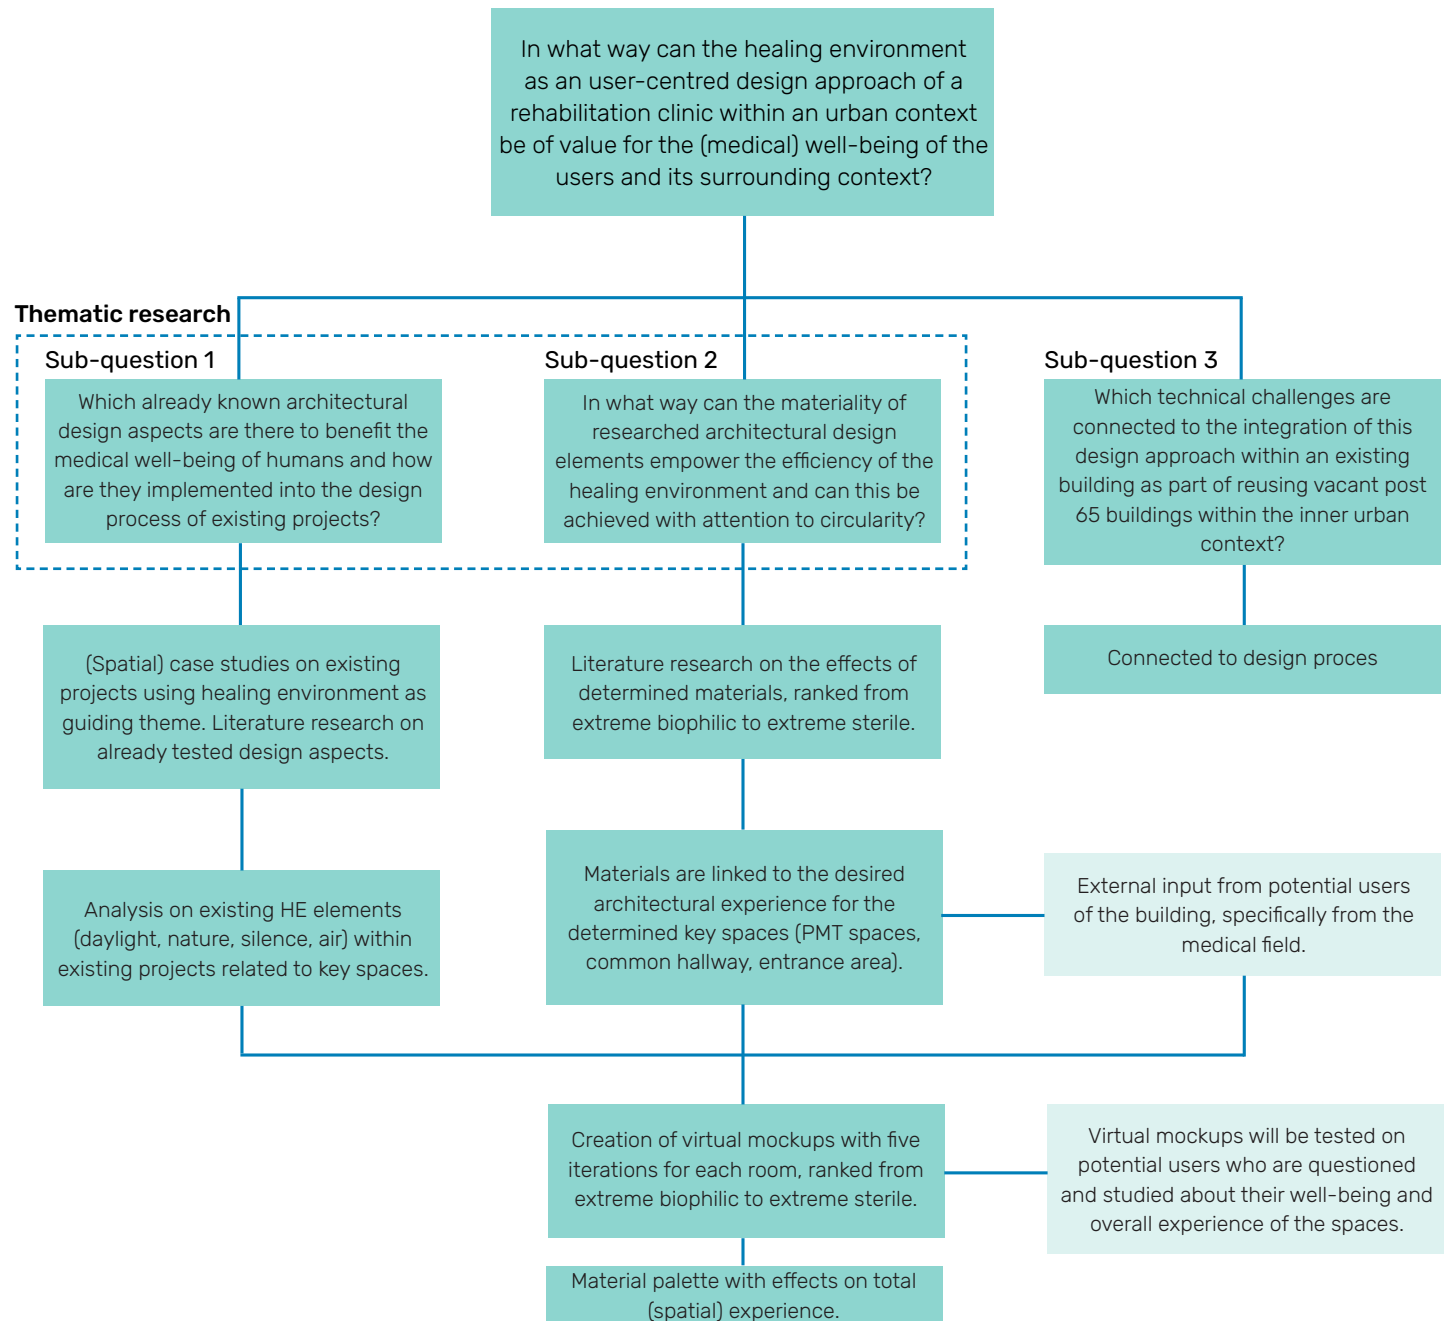 In what way can the healing environment
as an user-centred design approach of a
rehabilitation clinic within an urban context
be of value for the (medical) well-being of the
users and its surrounding context?
Thematic research
Sub-question 1
Which already known architectural
design aspects are there to benefit the
medical well-being of humans and how
are they implemented into the design
process of existing projects?
Sub-question 2
In what way can the materiality of
researched architectural design
elements empower the efficiency of the
healing environment and can this be
achieved with attention to circularity?
Sub-question 3
Which technical challenges are
connected to the integration of this
design approach within an existing
building as part of reusing vacant post
65 buildings within the inner urban
context?
(Spatial) case studies on existing
projects using healing environment as
guiding theme. Literature research on
already tested design aspects.
Literature research on the effects of
determined materials, ranked from
extreme biophilic to extreme sterile.
Connected to design proces
Analysis on existing HE elements
(daylight, nature, silence, air) within
existing projects related to key spaces.
Materials are linked to the desired
architectural experience for the
determined key spaces (PMT spaces,
common hallway, entrance area).
External input from potential users
of the building, specifically from the
medical field.
Creation of virtual mockups with five
iterations for each room, ranked from
extreme biophilic to extreme sterile.
Virtual mockups will be tested on
potential users who are questioned
and studied about their well-being and
overall experience of the spaces.
Material palette with effects on total
(spatial) experience.